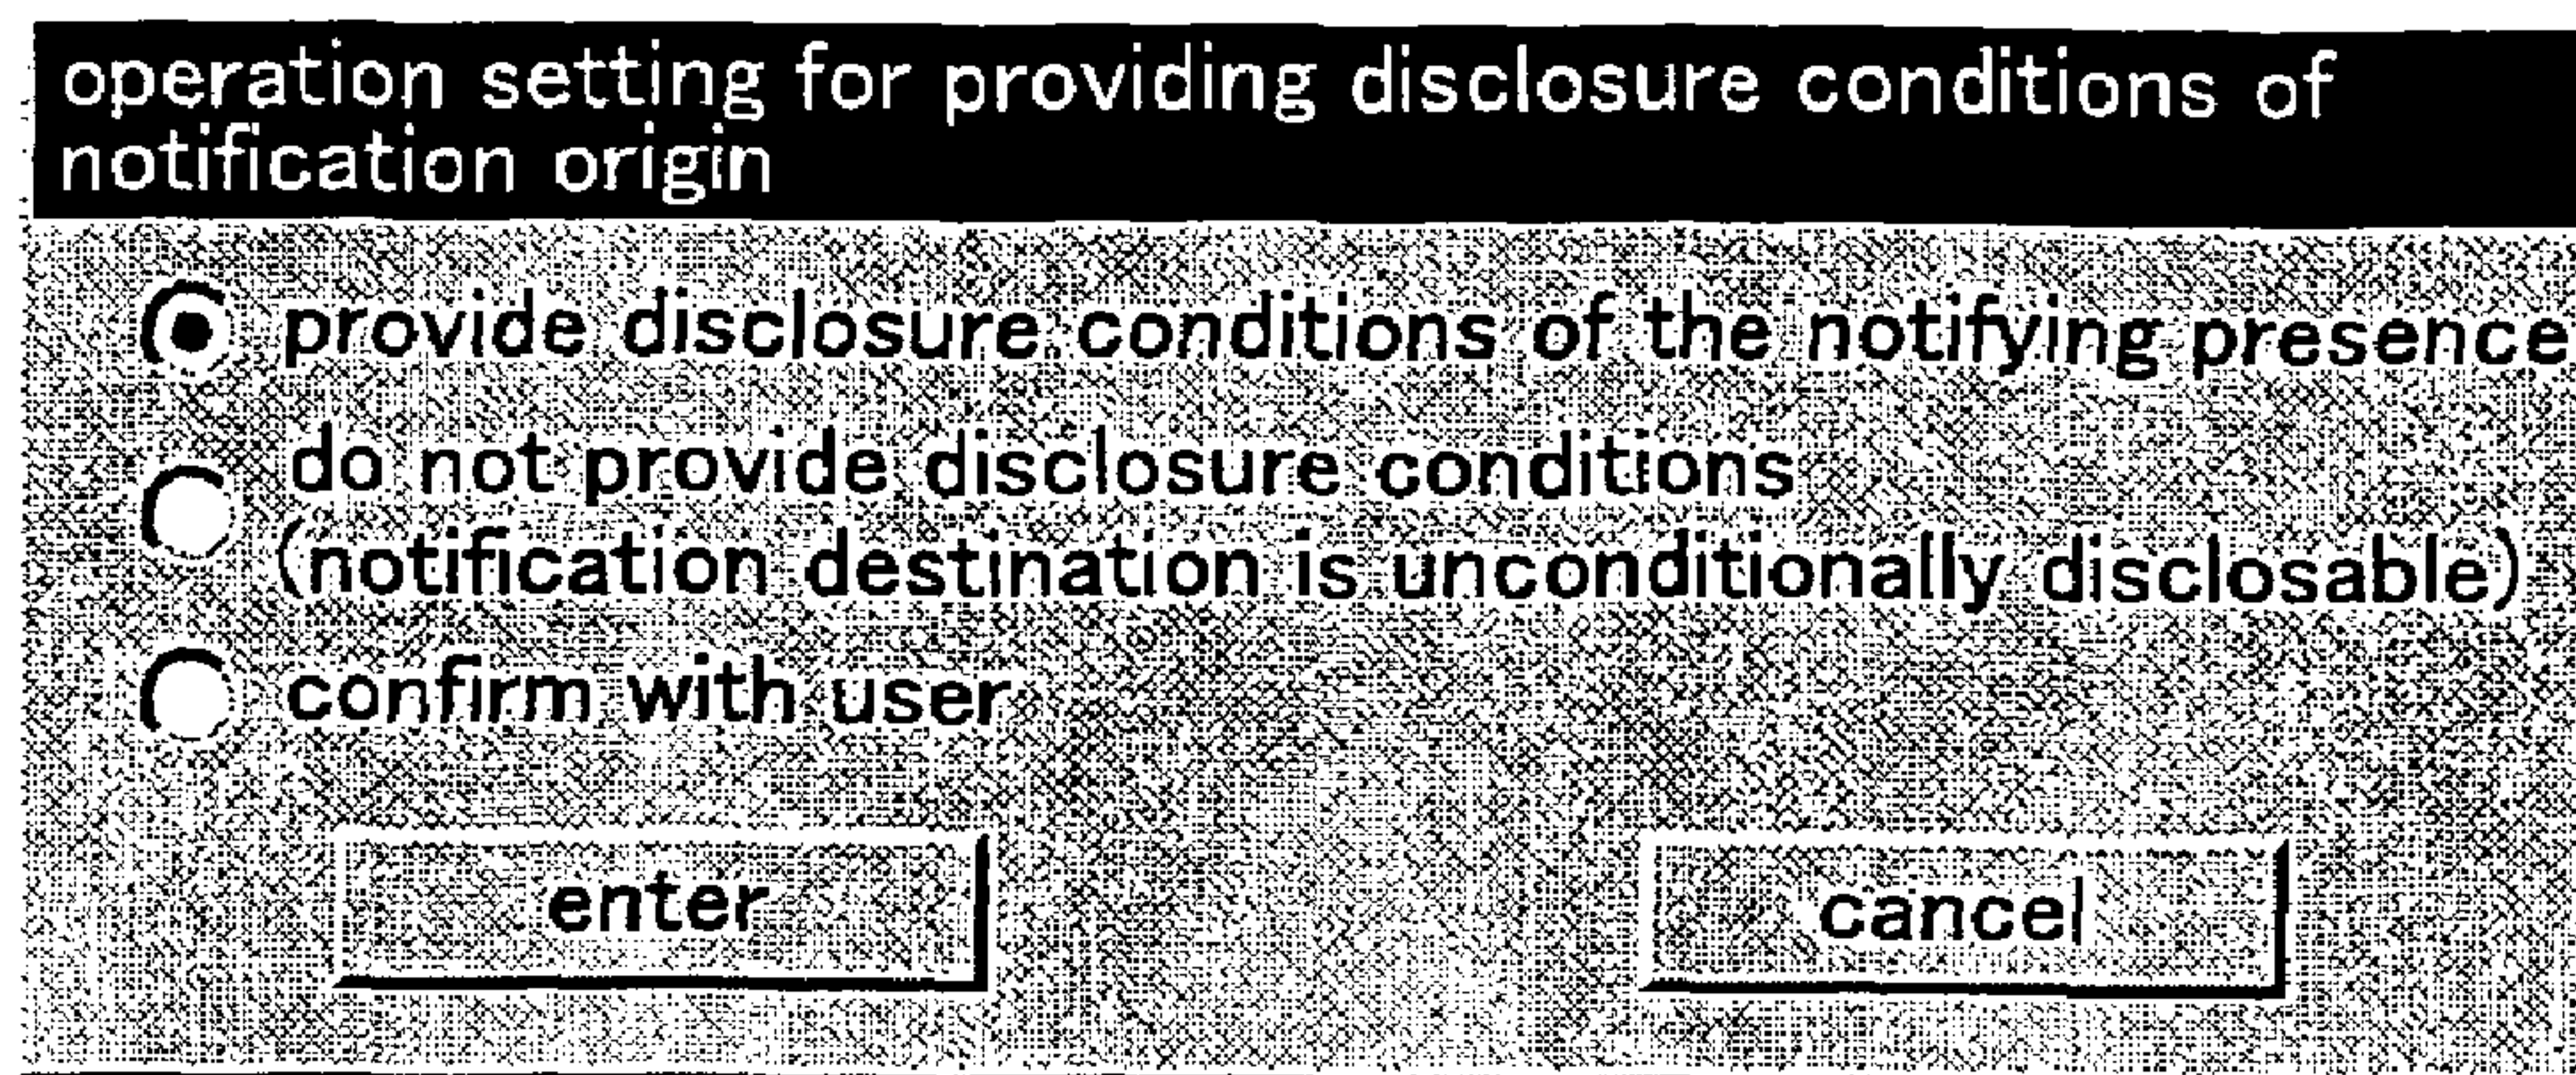 operation setting for providing disclosure conditions of
notification origin
provide disclosure conditions of the notifying presence
do not provide disclosure conditions
(notification destination is unconditionally disclosable)
confirm with user
enter
cancel